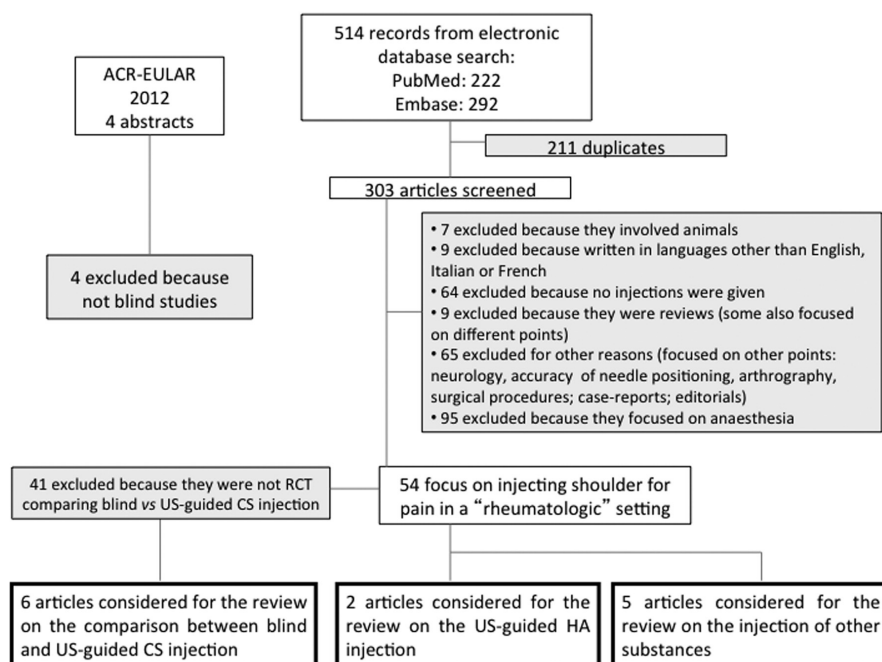 514 records from electronic
database search:
PubMed: 222
Embase: 292
ACR-EULAR
2012
4 abstracts
211 duplicates
303 articles screened
• 7 excluded because they involved animals
• 9 excluded because written in languages other than English,
Italian or French
• 64 excluded because no injections were given
• 9 excluded because they were reviews (some also focused
on different points)
• 65 excluded for other reasons (focused on other points:
neurology, accuracy of needle positioning, arthrography,
surgical procedures; case-reports; editorials)
• 95 excluded because they focused on anaesthesia
4 excluded because
not blind studies
41 excluded because they were not RCT
comparing blind vs US-guided CS injection
54 focus on injecting shoulder for
pain in a “rheumatologic” setting
6 articles considered for the review
on the comparison between blind
and US-guided CS injection
2 articles considered for the
review on the US-guided HA
injection
5 articles considered for the
review on the injection of other
substances